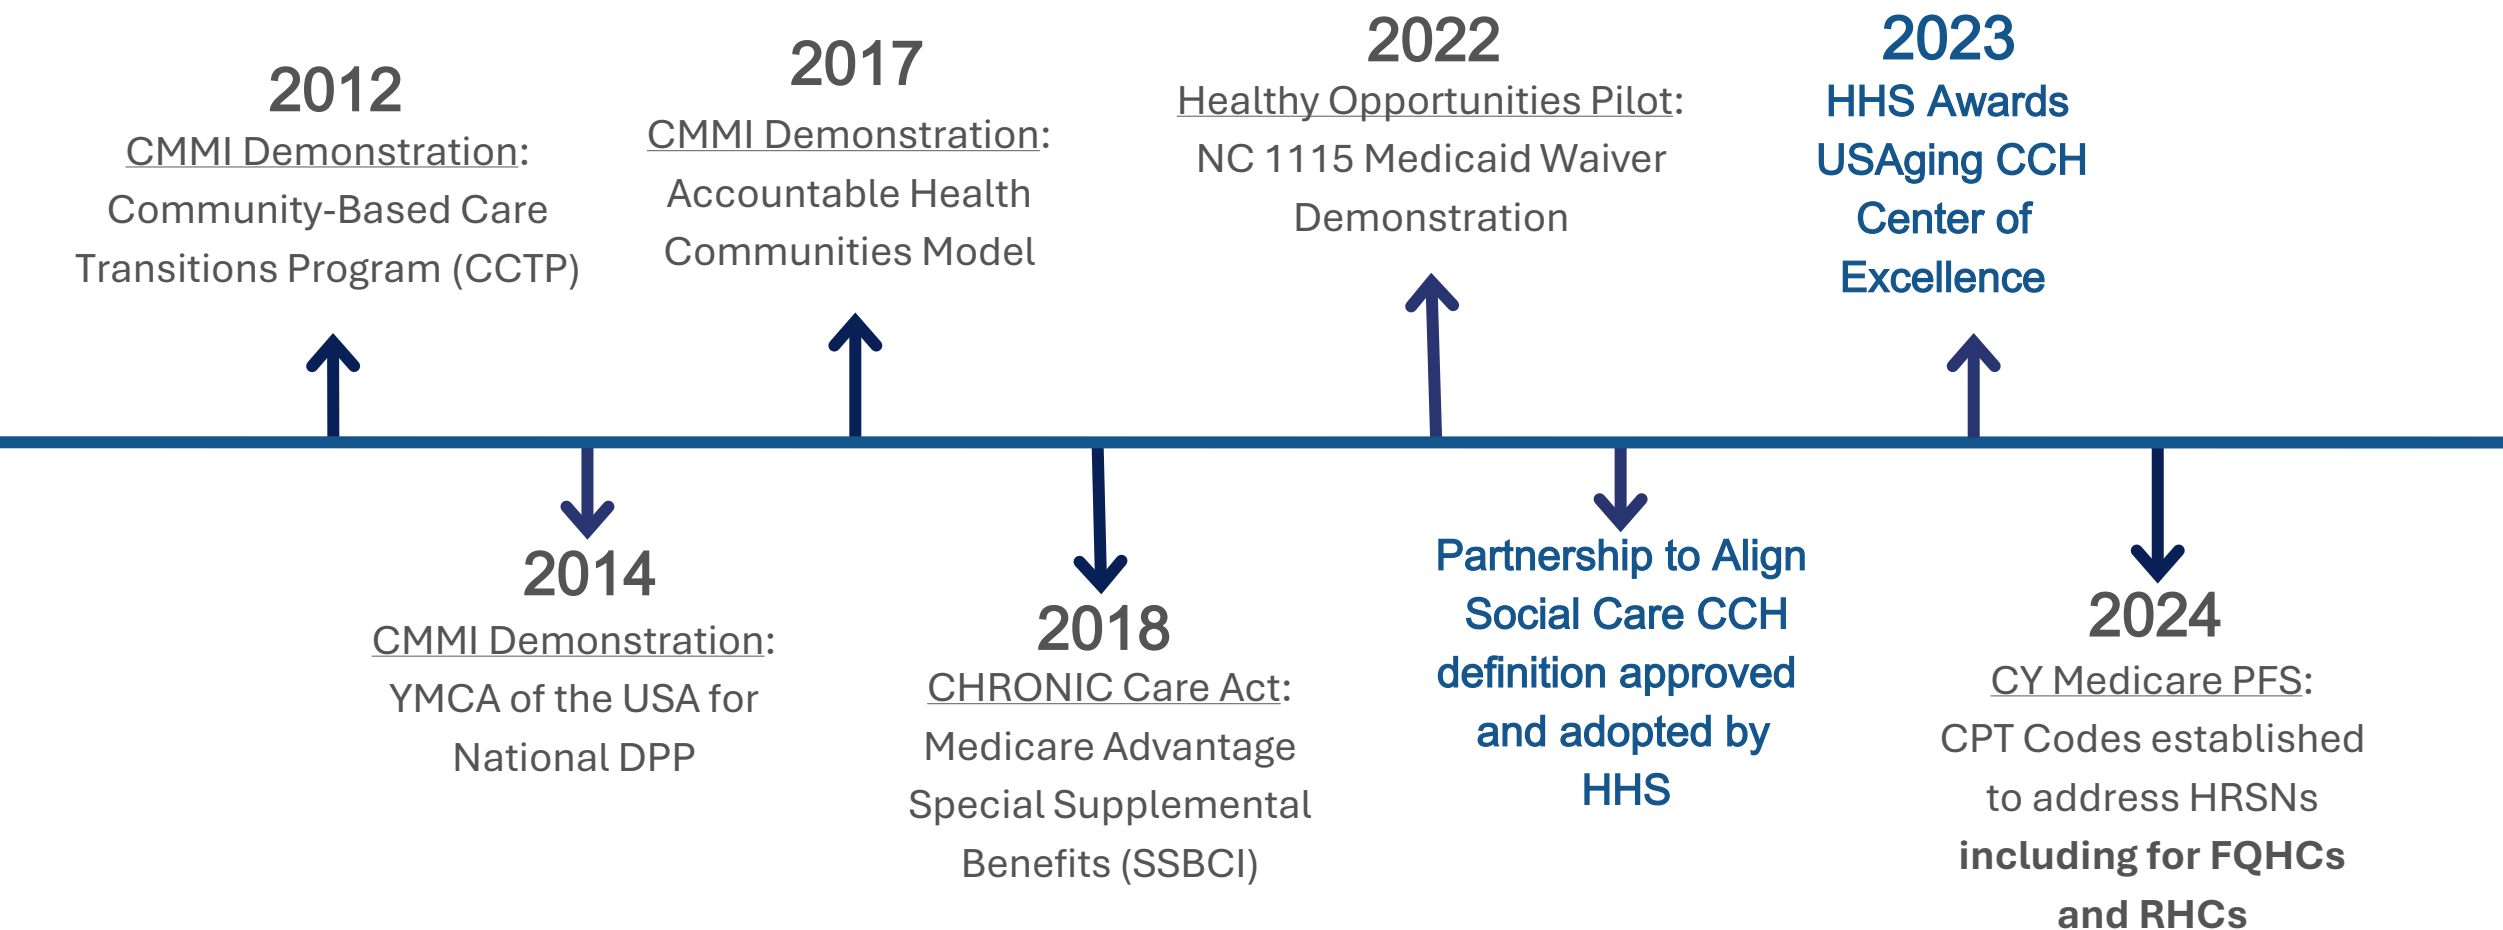 2012
CMMI Demonstration:
Community-Based Care
Transitions Program (CCTP)
2014
CMMI Demonstration:
YMCA of the USA for
National DPP
2017
CMMI Demonstration:
Accountable Health
Communities Model
2018
CHRONIC Care Act:
Medicare Advantage
Special Supplemental
Benefits (SSBCI)
2022
Healthy Opportunities Pilot:
NC 1115 Medicaid Waiver
Demonstration
Partnership to Align
Social Care CCH
definition approved
and adopted by
HHS
2023
HHS Awards
USAging CCH
Center of
Excellence
2024
CY Medicare PFS:
CPT Codes established
to address HRSNs
including for FQHCs
and RHCs